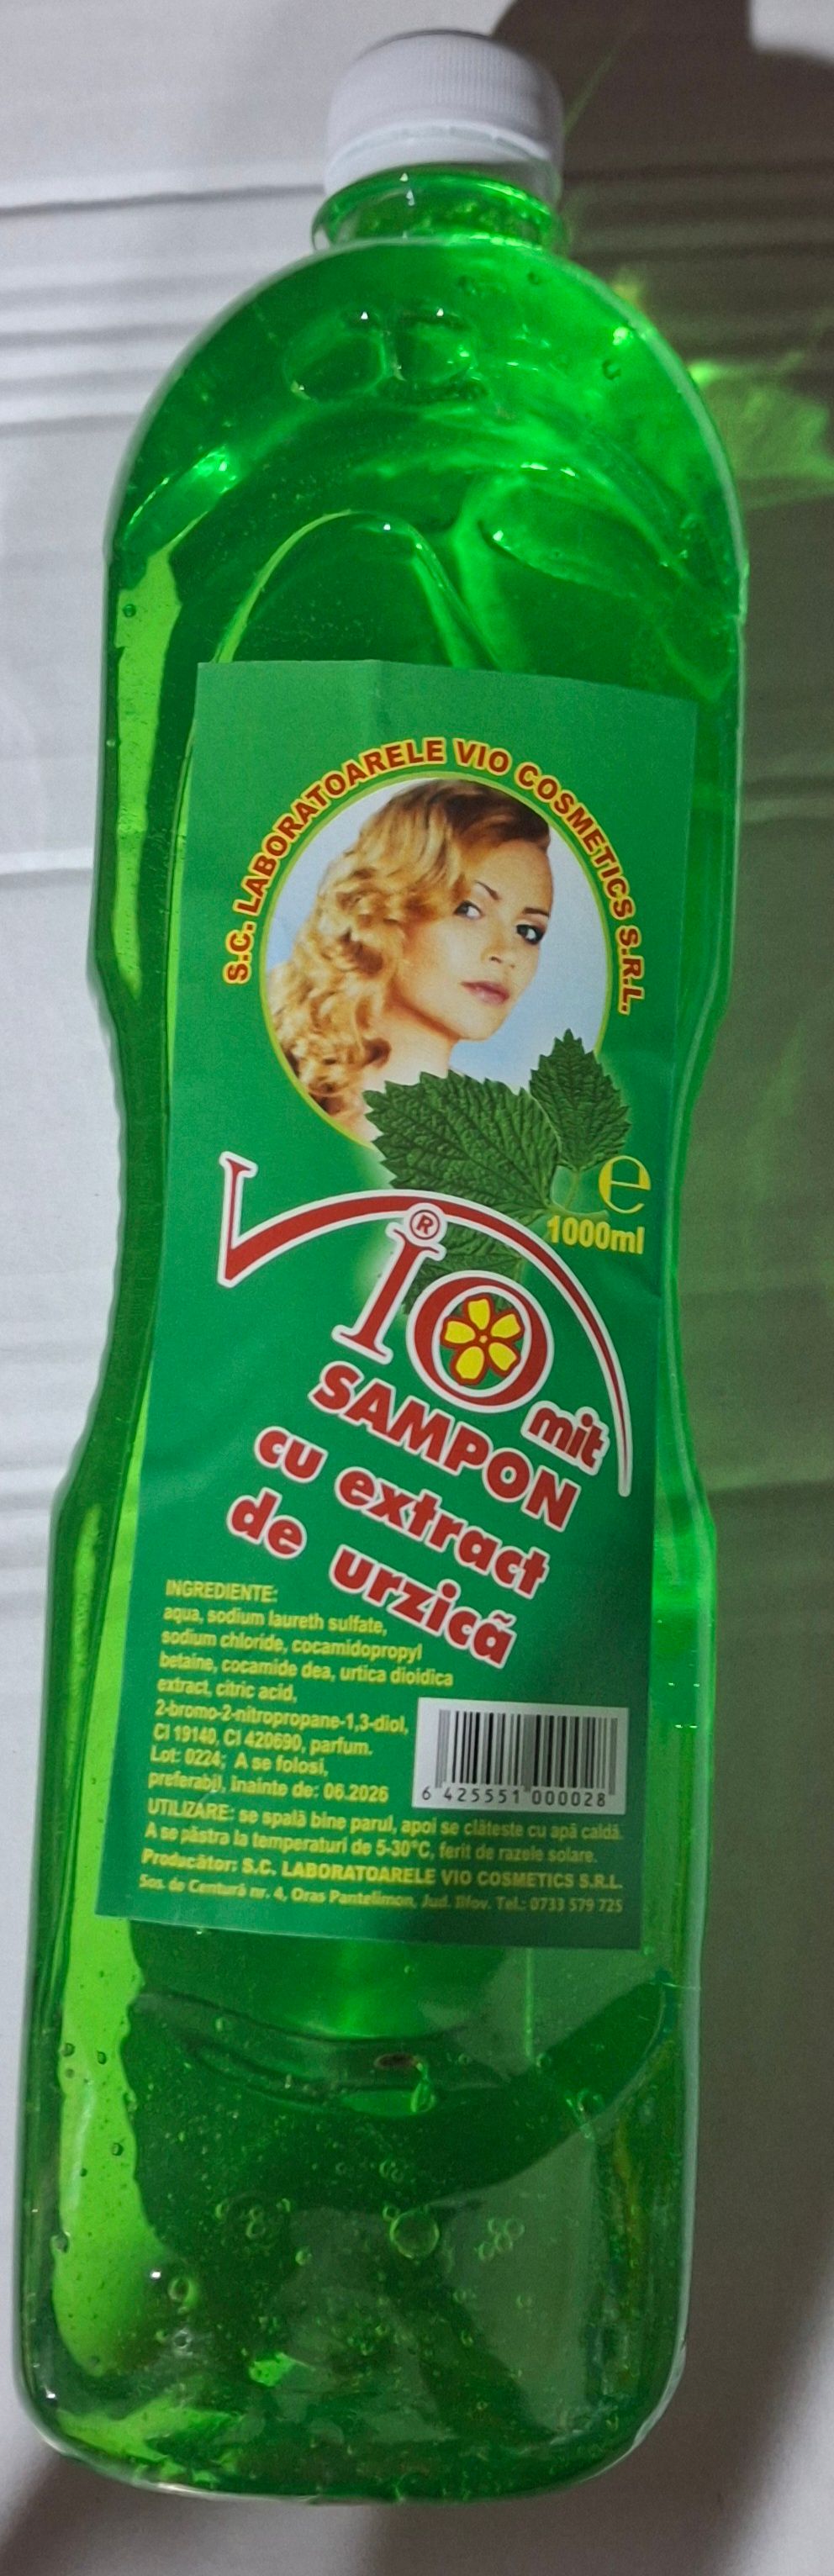 S.C. LABORATOARELE VIO COSMETICS S.R.L.
e
1000ml
Vio®
mit
SAMPON
cu extract
de urzică
INGREDIENTE:
aqua, sodium laureth sulfate,
sodium chloride, cocamidopropyl
betaine, cocamide dea, urtica dioidica
extract, citric acid,
2-bromo-2-nitropropane-1,3-diol,
CI 19140, CI 420690, parfum.
Lot: 0224; A se folosi,
preferabil, inainte de: 06.2026
6 425551 000028
UTILIZARE: se spală bine parul, apoi se clăteste cu apă caldă.
A se păstra la temperaturi de 5-30°C, ferit de razele solare.
Producător: S.C. LABORATOARELE VIO COSMETICS S.R.L.
Sos. de Centură nr. 4, Oras Pantelimon, Jud. Ilfov. Tel.: 0733 579 725